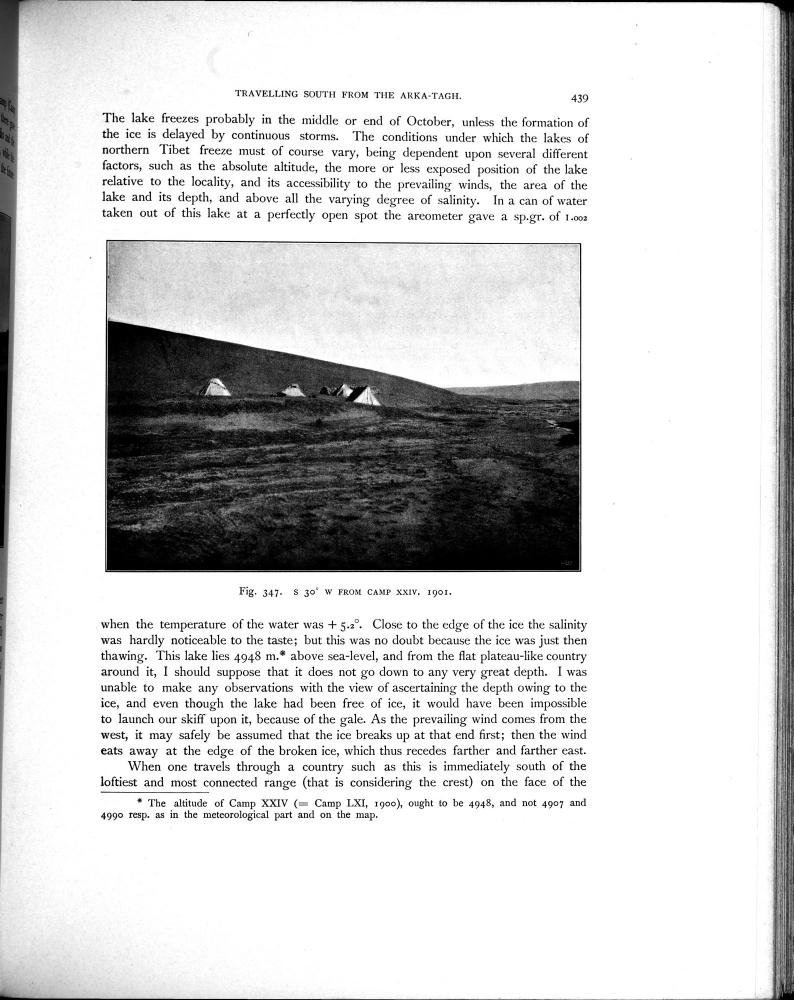 TRAVELLING SOUTH FROM THE ARKA-TAGH.
439
The lake freezes probably in the middle or end of October, unless the formation of
the ice is delayed by continuous storms. The conditions under which the lakes of
northern Tibet freeze must of course vary, being dependent upon several different
factors, such as the absolute altitude, the more or less exposed position of the lake
relative to the locality, and its accessibility to the prevailing winds, the area of the
lake and its depth, and above all the varying degree of salinity. In a can of water
taken out of this lake at a perfectly open spot the areometer gave a sp.gr. of 1.002
Fig. 347. S 30° W FROM CAMP XXIV. 1901.
when the temperature of the water was + 5.2°. Close to the edge of the ice the salinity
was hardly noticeable to the taste; but this was no doubt because the ice was just then
thawing. This lake lies 4948 m.* above sea-level, and from the flat plateau-like country
around it, I should suppose that it does not go down to any very great depth. I was
unable to make any observations with the view of ascertaining the depth owing to the
ice, and even though the lake had been free of ice, it would have been impossible
to launch our skiff upon it, because of the gale. As the prevailing wind comes from the
west, it may safely be assumed that the ice breaks up at that end first; then the wind
eats away at the edge of the broken ice, which thus recedes farther and farther east.
When one travels through a country such as this is immediately south of the
loftiest and most connected range (that is considering the crest) on the face of the
* The altitude of Camp XXIV (= Camp LXI, 1900), ought to be 4948, and not 4907 and
4990 resp. as in the meteorological part and on the map.